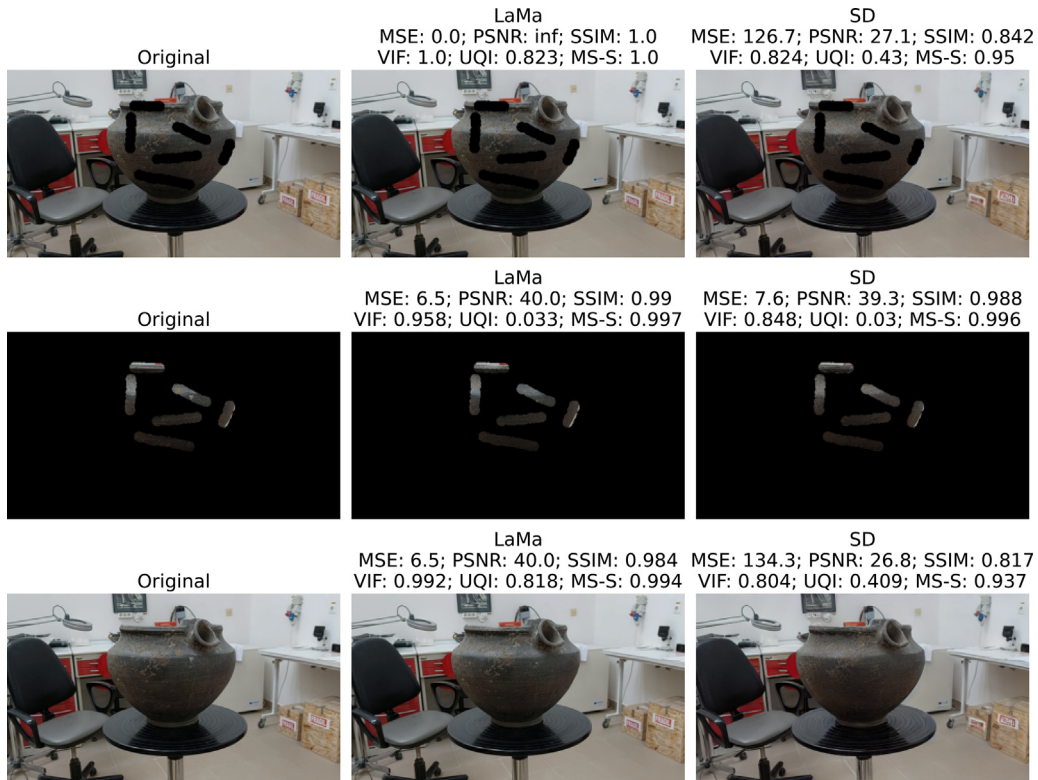 Original
LaMa
MSE: 0.0; PSNR: inf; SSIM: 1.0
VIF: 1.0; UQI: 0.823; MS-S: 1.0
SD
MSE: 126.7; PSNR: 27.1; SSIM: 0.842
VIF: 0.824; UQI: 0.43; MS-S: 0.95
Original
LaMa
MSE: 6.5; PSNR: 40.0; SSIM: 0.99
VIF: 0.958; UQI: 0.033; MS-S: 0.997
SD
MSE: 7.6; PSNR: 39.3; SSIM: 0.988
VIF: 0.848; UQI: 0.03; MS-S: 0.996
Original
LaMa
MSE: 6.5; PSNR: 40.0; SSIM: 0.984
VIF: 0.992; UQI: 0.818; MS-S: 0.994
SD
MSE: 134.3; PSNR: 26.8; SSIM: 0.817
VIF: 0.804; UQI: 0.409; MS-S: 0.937